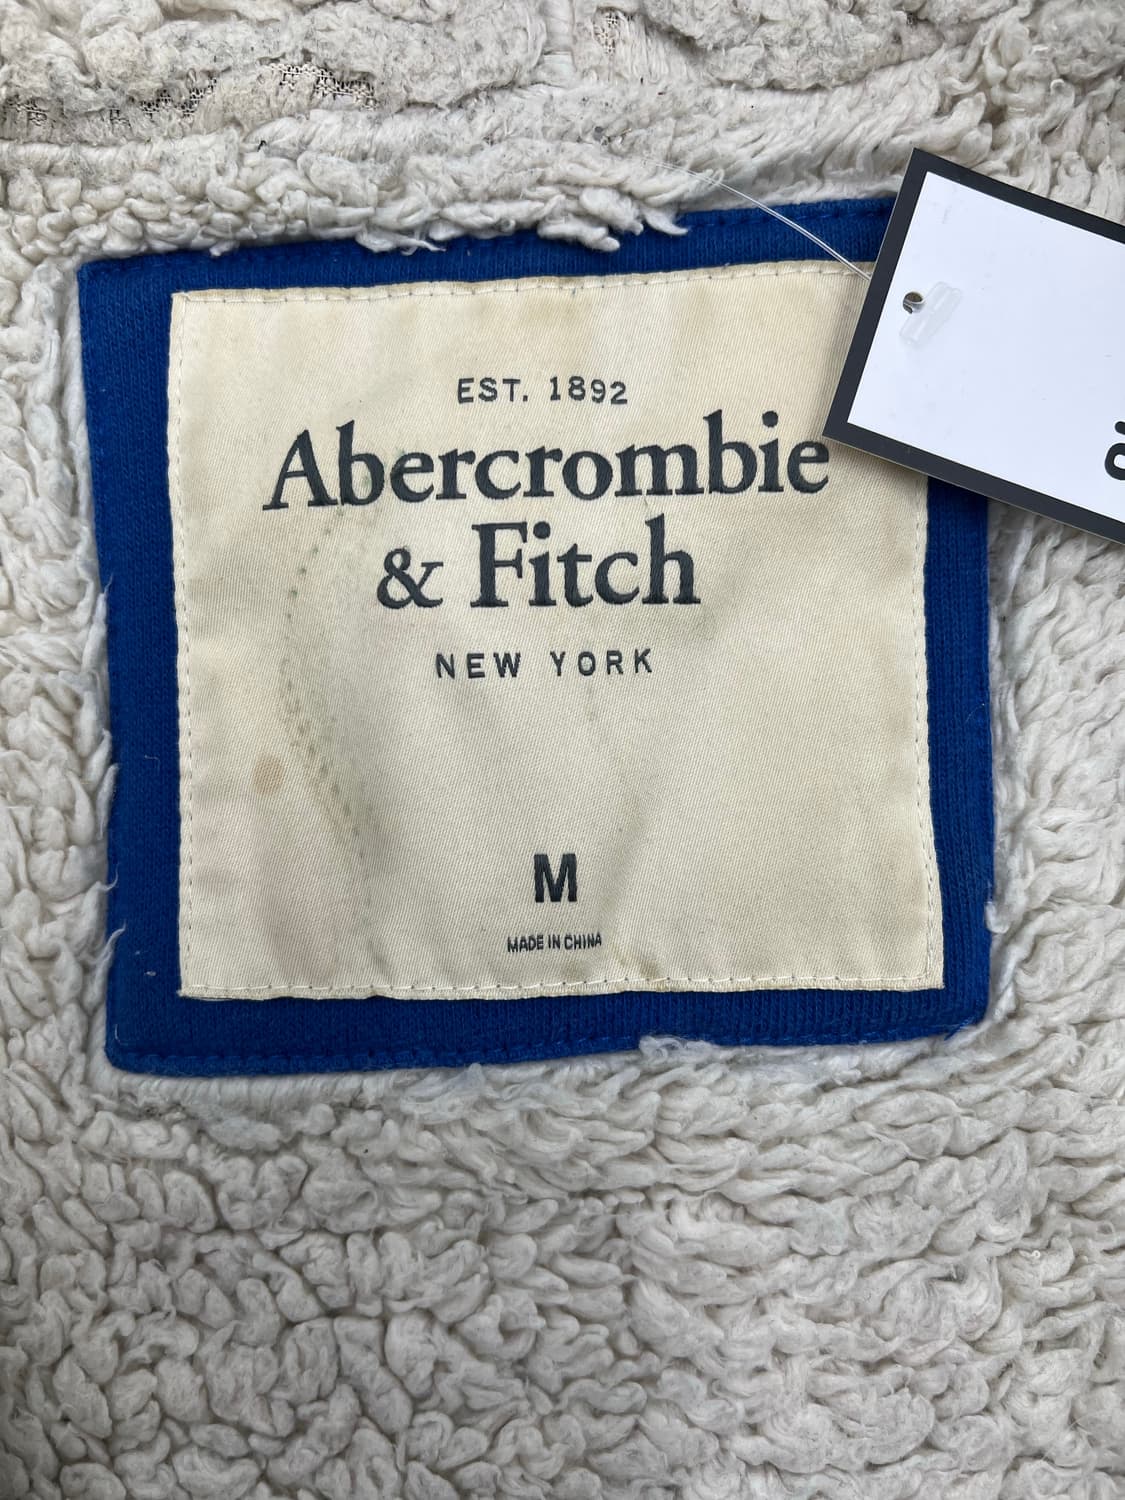 EST. 1892
Abercrombie
& Fitch
NEW YORK
M
MADE IN CHINA